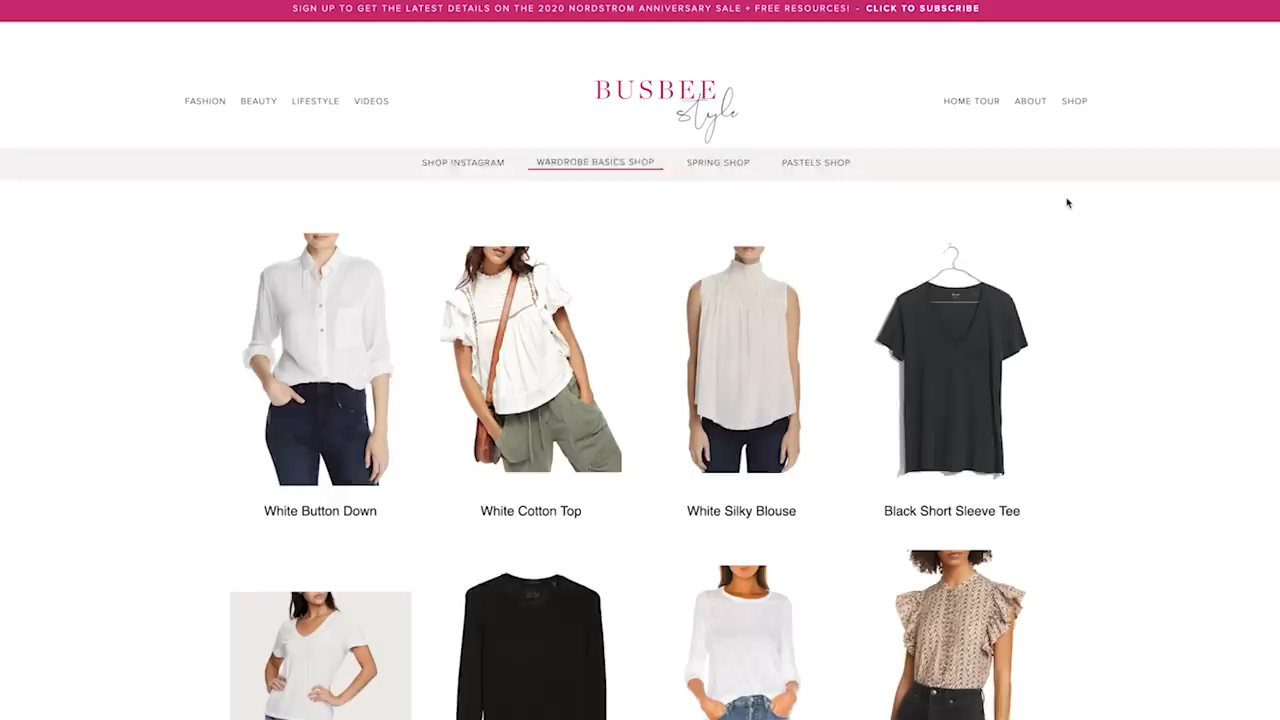 SIGN UP TO GET THE LATEST DETAILS ON THE 2020 NORDSTROM ANNIVERSARY SALE + FREE RESOURCES! - CLICK TO SUBSCRIBE
FASHION BEAUTY LIFESTYLE VIDEOS
BUSBEE
style
HOME TOUR ABOUT SHOP
SHOP INSTAGRAM WARDROBE BASICS SHOP SPRING SHOP PASTELS SHOP
White Button Down White Cotton Top White Silky Blouse Black Short Sleeve Tee